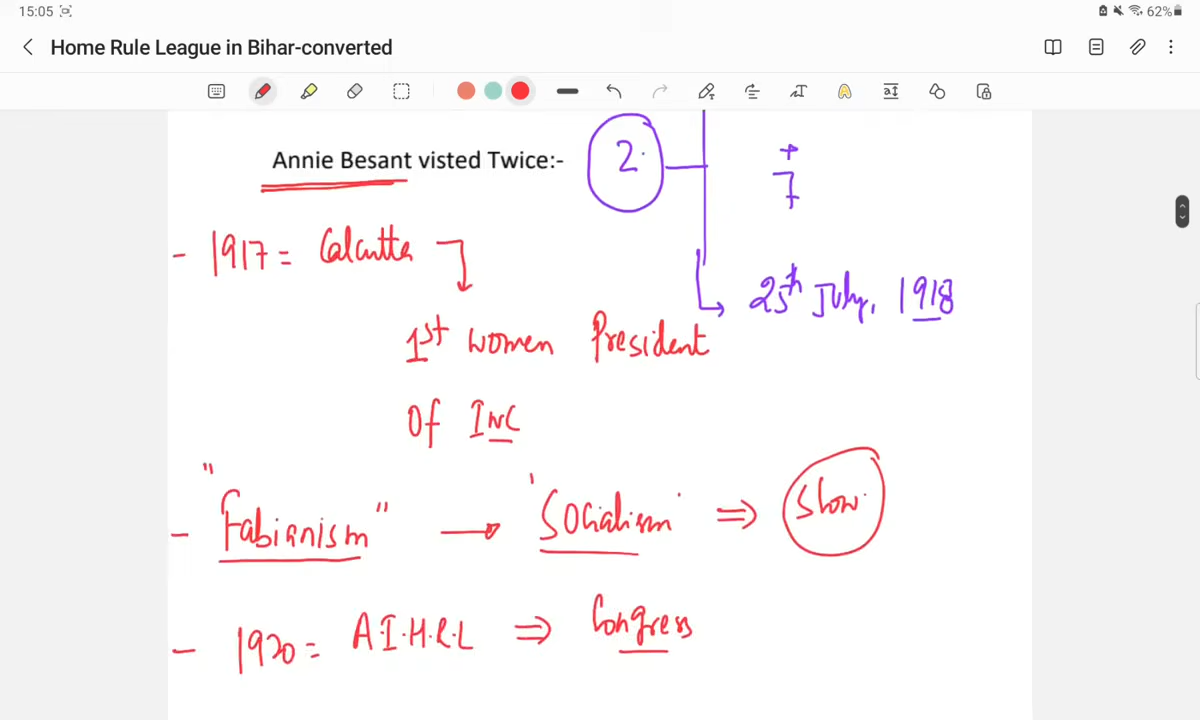 15:05 62%
Home Rule League in Bihar-converted
Annie Besant visted Twice:- 2 + 7
- 1917 = Calcutta
25th July, 1918
1st women President
Of INC
- "Fabianism" → 'Socialism' ⇒ Slow
- 1920 = A.I.H.R.L ⇒ Congress